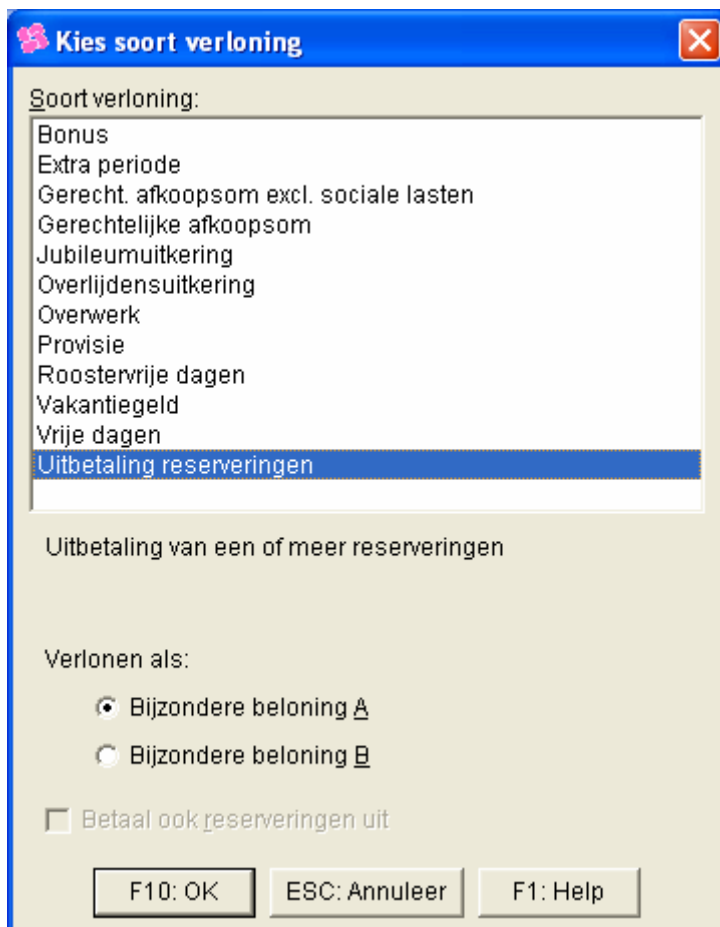 Kies soort verloning
Soort verloning:
Bonus
Extra periode
Gerecht. afkoopsom excl. sociale lasten
Gerechtelijke afkoopsom
Jubileumuitkering
Overlijdensuitkering
Overwerk
Provisie
Roostervrije dagen
Vakantiegeld
Vrije dagen
Uitbetaling reserveringen
Uitbetaling van een of meer reserveringen
Verlonen als:
Bijzondere beloning A
Bijzondere beloning B
Betaal ook reserveringen uit
F10: OK ESC: Annuleer F1: Help